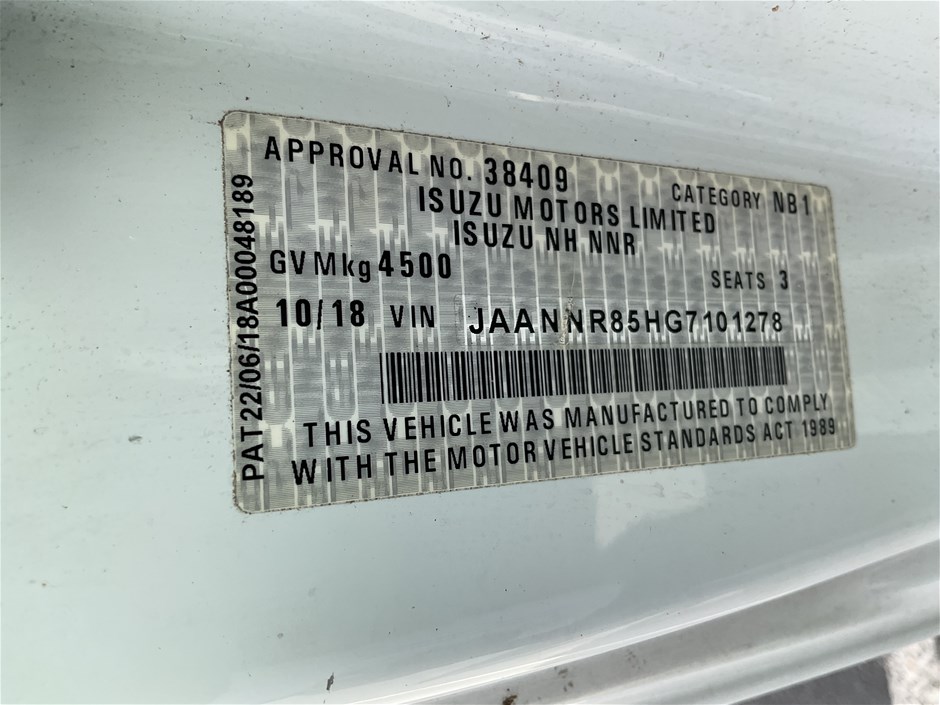 APPROVAL NO. 38409 CATEGORY NB1
ISUZU MOTORS LIMITED
ISUZU NH NNR
GVMkg 4500 SEATS 3
10/18 VIN JAANNR85HG7101278
THIS VEHICLE WAS MANUFACTURED TO COMPLY
WITH THE MOTOR VEHICLE STANDARDS ACT 1989
PAT22/06/18A00048189